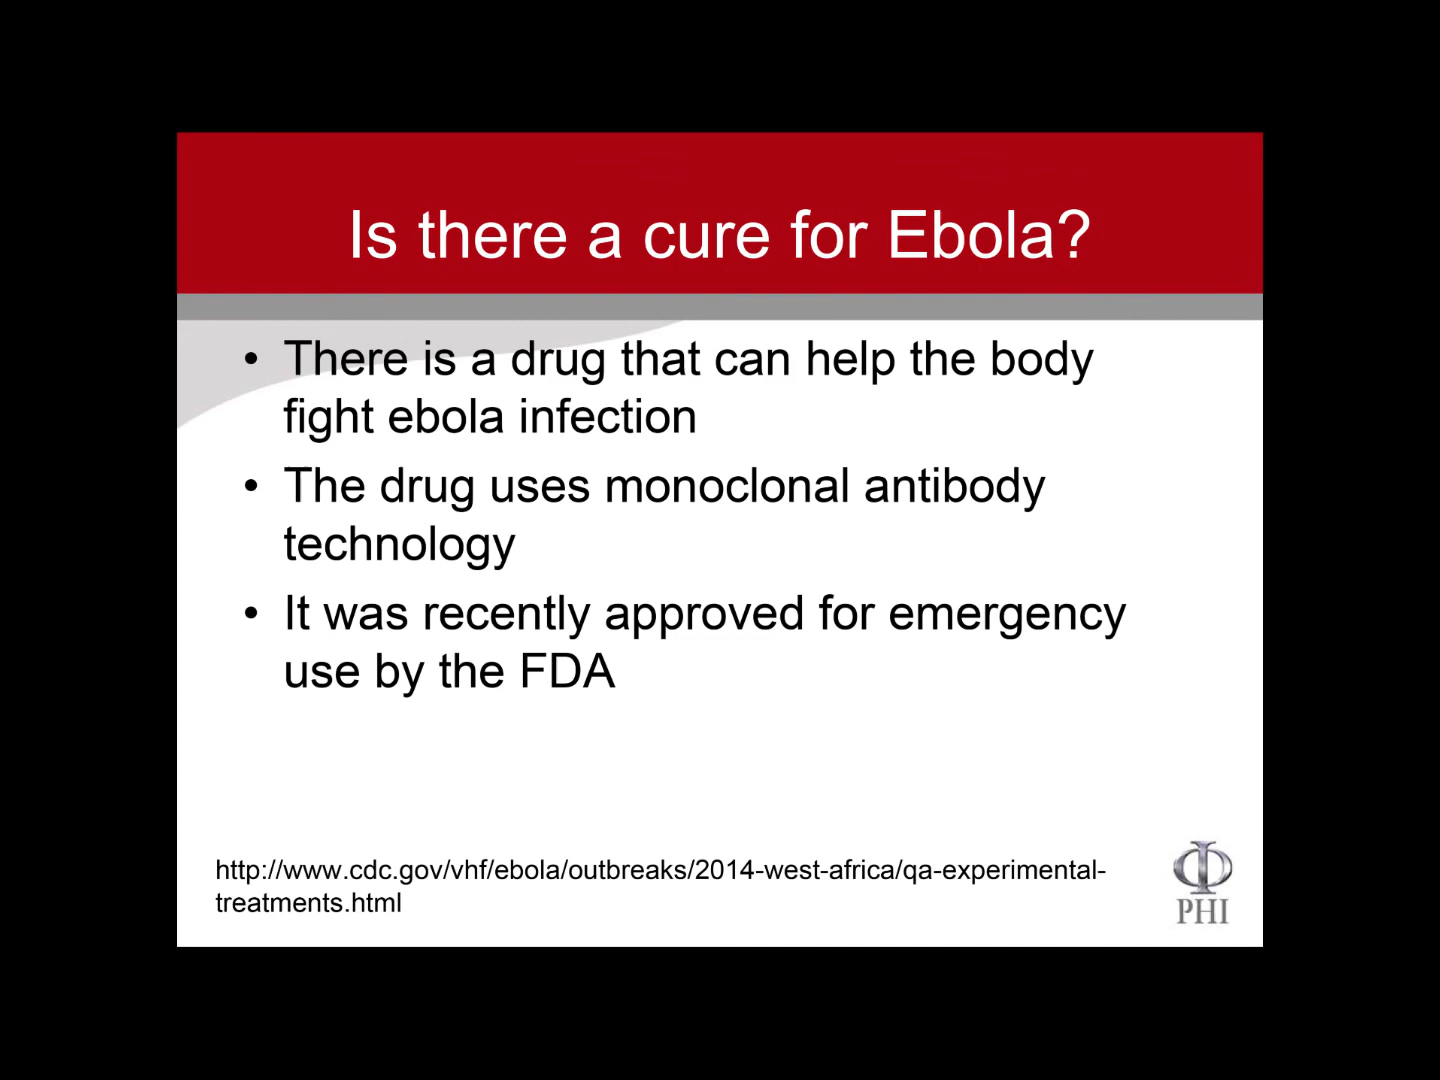 Is there a cure for Ebola?
• There is a drug that can help the body
fight ebola infection
• The drug uses monoclonal antibody
technology
• It was recently approved for emergency
use by the FDA
http://www.cdc.gov/vhf/ebola/outbreaks/2014-west-africa/qa-experimental-
treatments.html
PHI